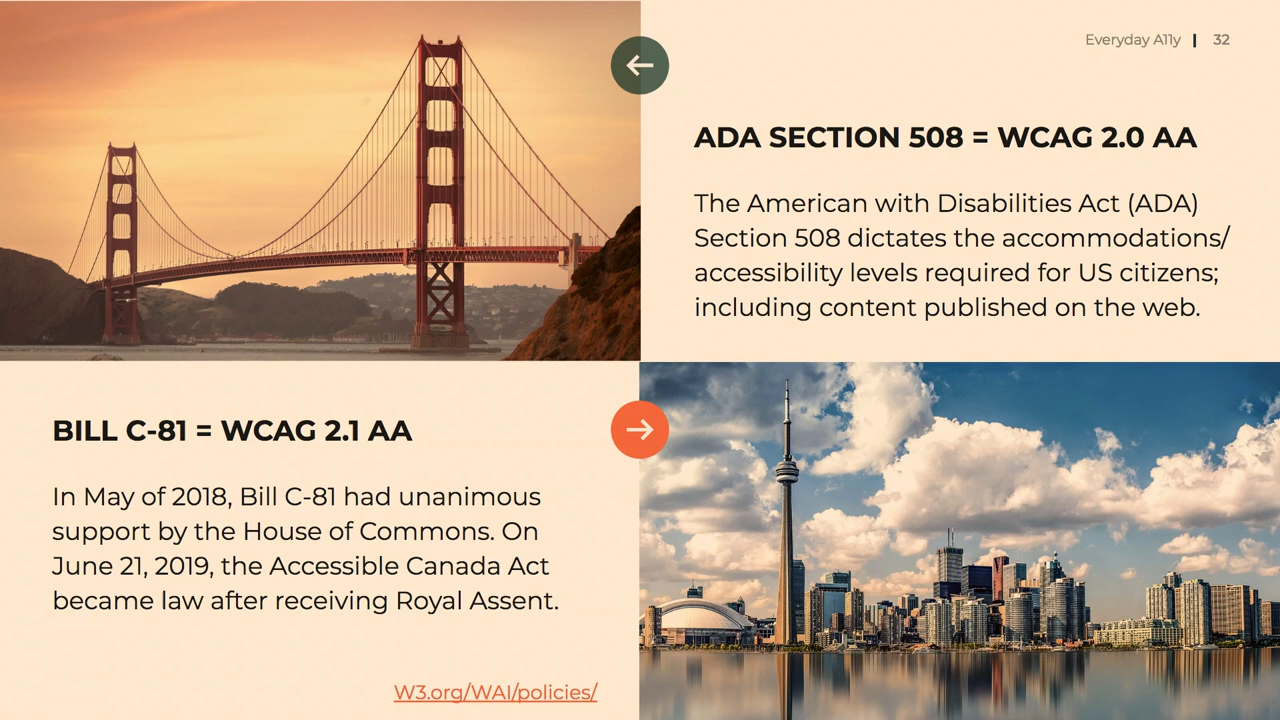 Everyday A11y | 32
ADA SECTION 508 = WCAG 2.0 AA
The American with Disabilities Act (ADA)
Section 508 dictates the accommodations/
accessibility levels required for US citizens;
including content published on the web.
BILL C-81 = WCAG 2.1 AA
In May of 2018, Bill C-81 had unanimous
support by the House of Commons. On
June 21, 2019, the Accessible Canada Act
became law after receiving Royal Assent.
W3.org/WAI/policies/